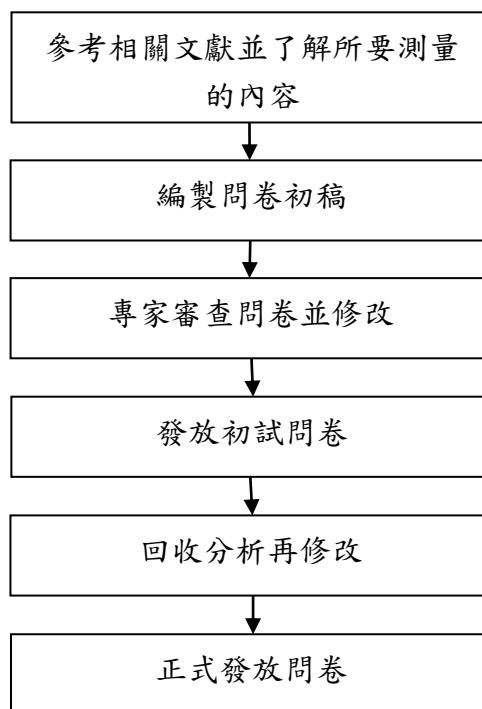 參考相關文獻並了解所要測量
的內容
編製問卷初稿
專家審查問卷並修改
發放初試問卷
回收分析再修改
正式發放問卷